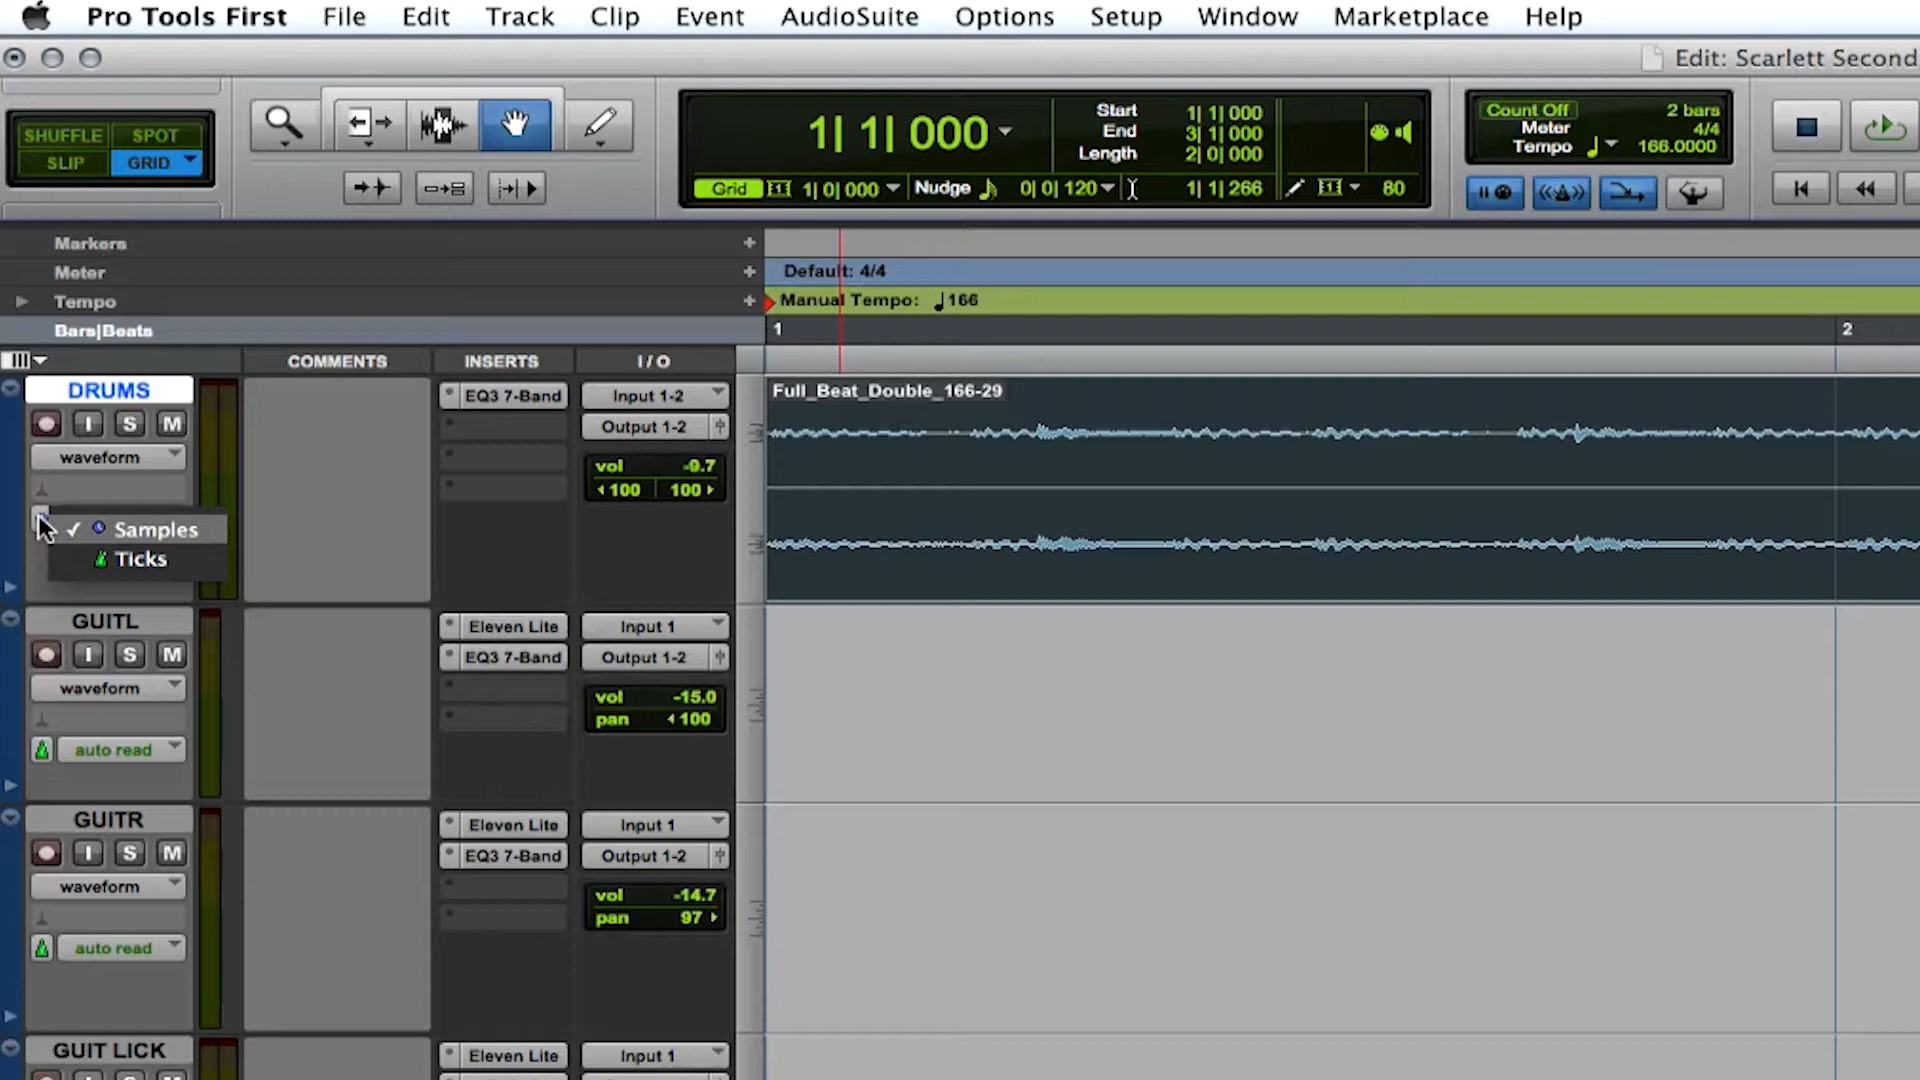 Pro Tools First File Edit Track Clip Event AudioSuite Options Setup Window Marketplace Help
Edit: Scarlett Second
SHUFFLE SPOT
SLIP GRID
1| 1| 000
Start 1| 1| 000
End 3| 1| 000
Length 2| 0| 000
Grid 1| 0| 000 Nudge 0| 0| 120 1| 1| 266 80
Count Off 2 bars
Meter 4/4
Tempo 166.0000
Markers
Meter Default: 4/4
Tempo Manual Tempo: 166
Bars|Beats 1 2
COMMENTS INSERTS I / O
DRUMS
I S M
waveform
Samples
Ticks
EQ3 7-Band
Input 1-2
Output 1-2
vol -9.7
100 100
Full_Beat_Double_166-29
GUITL
I S M
waveform
auto read
Eleven Lite
EQ3 7-Band
Input 1
Output 1-2
vol -15.0
pan 100
GUITR
I S M
waveform
auto read
Eleven Lite
EQ3 7-Band
Input 1
Output 1-2
vol -14.7
pan 97
GUIT LICK
Eleven Lite
Input 1